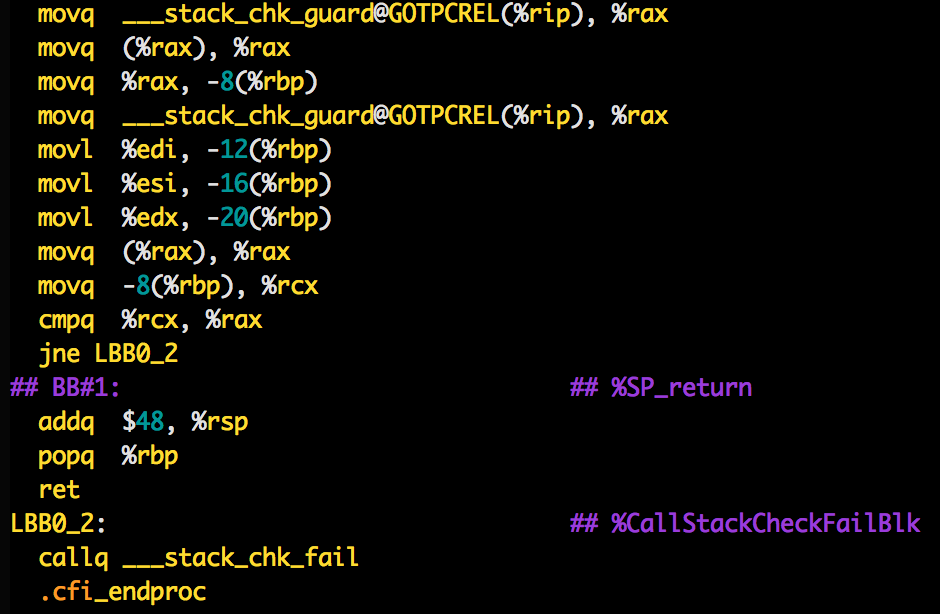 movq ___stack_chk_guard@GOTPCREL(%rip), %rax
movq (%rax), %rax
movq %rax, -8(%rbp)
movq ___stack_chk_guard@GOTPCREL(%rip), %rax
movl %edi, -12(%rbp)
movl %esi, -16(%rbp)
movl %edx, -20(%rbp)
movq (%rax), %rax
movq -8(%rbp), %rcx
cmpq %rcx, %rax
jne LBB0_2
## BB#1: ## %SP_return
addq $48, %rsp
popq %rbp
ret
LBB0_2: ## %CallStackCheckFailBlk
callq ___stack_chk_fail
.cfi_endproc